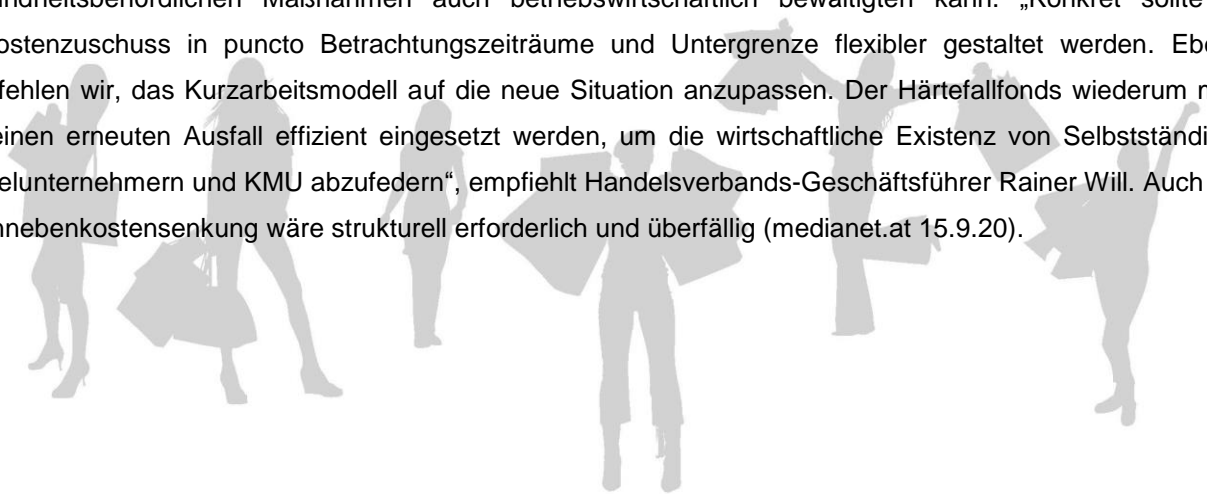 undheitsbehördlichen Maßnahmen auch betriebswirtschaftlich bewältigten kann. „Konkret sollte
ostenzuschuss in puncto Betrachtungszeiträume und Untergrenze flexibler gestaltet werden. Ebe
fehlen wir, das Kurzarbeitsmodell auf die neue Situation anzupassen. Der Härtefallfonds wiederum
einen erneuten Ausfall effizient eingesetzt werden, um die wirtschaftliche Existenz von Selbstständi
elunternehmern und KMU abzufedern“, empfiehlt Handelsverbands-Geschäftsführer Rainer Will. Auch
nnebenkostensenkung wäre strukturell erforderlich und überfällig (medianet.at 15.9.20).